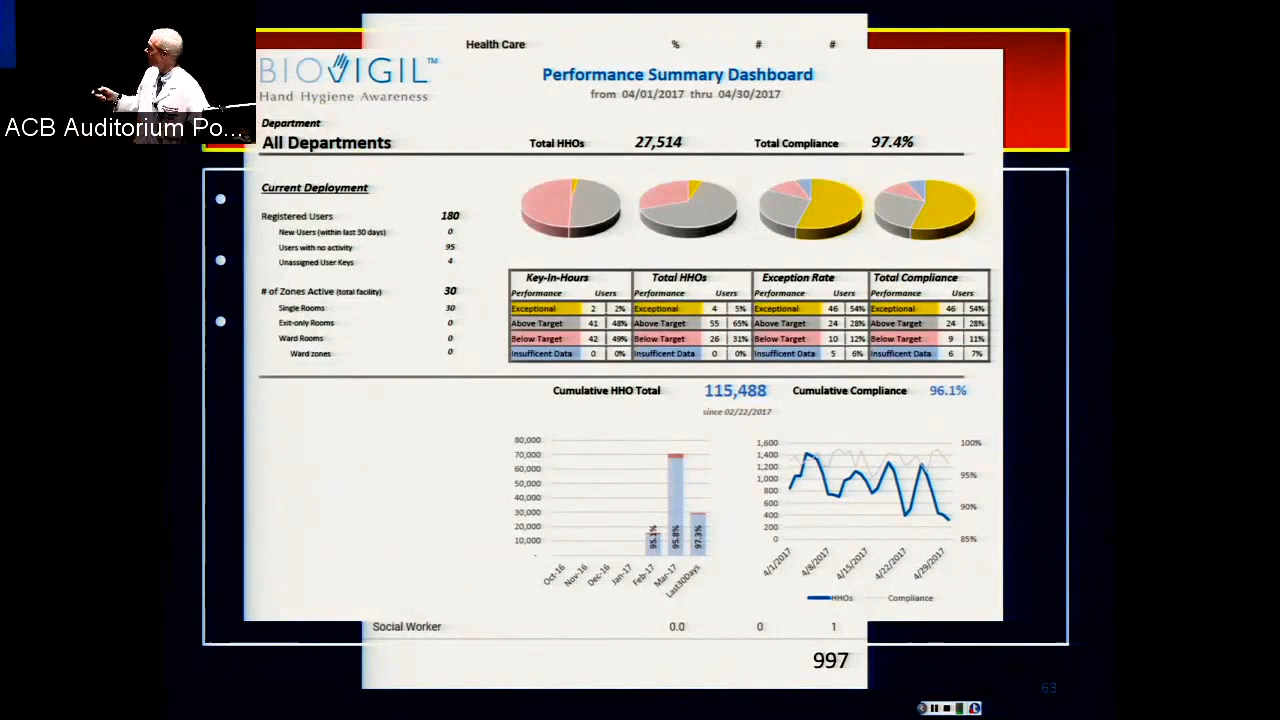 Health Care % # #
BIOVIGIL™
Hand Hygiene Awareness
Performance Summary Dashboard
from 04/01/2017 thru 04/30/2017
ACB Auditorium Po...
Department
All Departments
Total HHOs 27,514 Total Compliance 97.4%
Current Deployment
Registered Users 180
New Users (within last 30 days) 0
Users with no activity 95
Unassigned User Keys 4
# of Zones Active (total facility) 30
Single Rooms 30
Exit-only Rooms 0
Ward Rooms 0
Ward zones 0
Key-In-Hours Total HHOs Exception Rate Total Compliance
Performance Users Performance Users Performance Users Performance Users
Exceptional 2 2% Exceptional 4 5% Exceptional 46 54% Exceptional 46 54%
Above Target 41 48% Above Target 55 65% Above Target 24 28% Above Target 24 28%
Below Target 42 49% Below Target 26 31% Below Target 10 12% Below Target 9 11%
Insufficent Data 0 0% Insufficent Data 0 0% Insufficent Data 5 6% Insufficent Data 6 7%
Cumulative HHO Total 115,488 Cumulative Compliance 96.1%
since 02/22/2017
80,000
70,000
60,000
50,000
40,000
30,000
20,000
10,000
-
95.1% 95.8% 97.3%
Oct-16 Nov-16 Dec-16 Jan-17 Feb-17 Mar-17 Last30Days
1,600 100%
1,400
1,200 95%
1,000
800
600 90%
400
200
0 85%
4/1/2017 4/8/2017 4/15/2017 4/22/2017 4/29/2017
HHOs Compliance
Social Worker 0.0 0 1
997
63